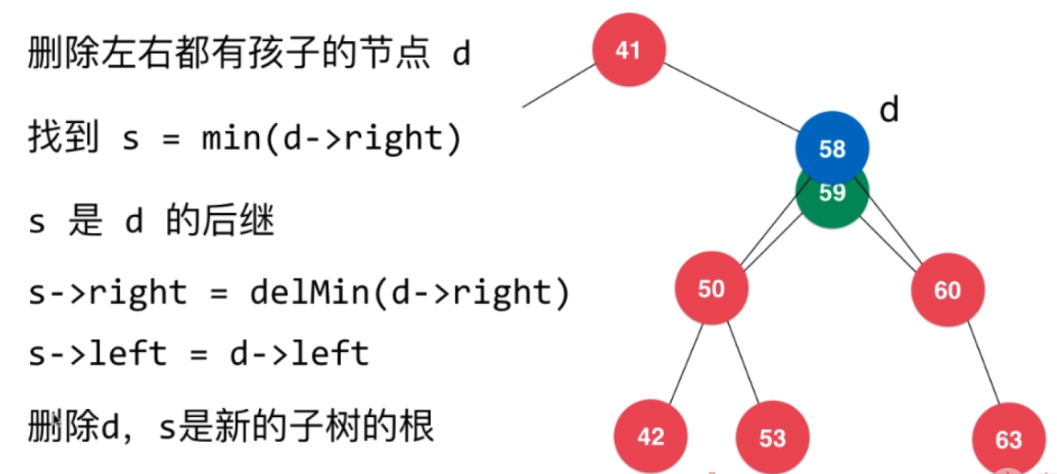 删除左右都有孩子的节点 d
找到 s = min(d->right)
s 是 d 的后继
s->right = delMin(d->right)
s->left = d->left
删除d, s是新的子树的根
41
d
58
59
50
60
42
53
63